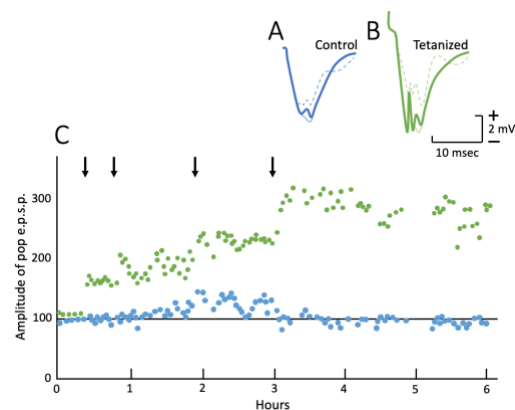 A
Control
B
Tetanized
+
2 mV
−
10 msec
C
Amplitude of pop e.p.s.p.
300
200
100
0
0 1 2 3 4 5 6
Hours